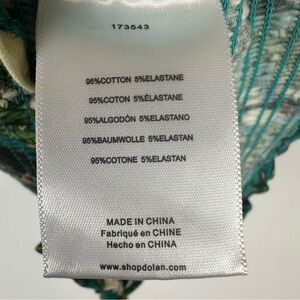 173543
95%COTTON 5%ELASTANE
95%COTON 5%ÉLASTANE
95%ALGODÓN 5%ELASTANO
95%BAUMWOLLE 5%ELASTAN
95%COTONE 5%ELASTAN
MADE IN CHINA
Fabriqué en CHINE
Hecho en CHINA
www.shopdolan.com